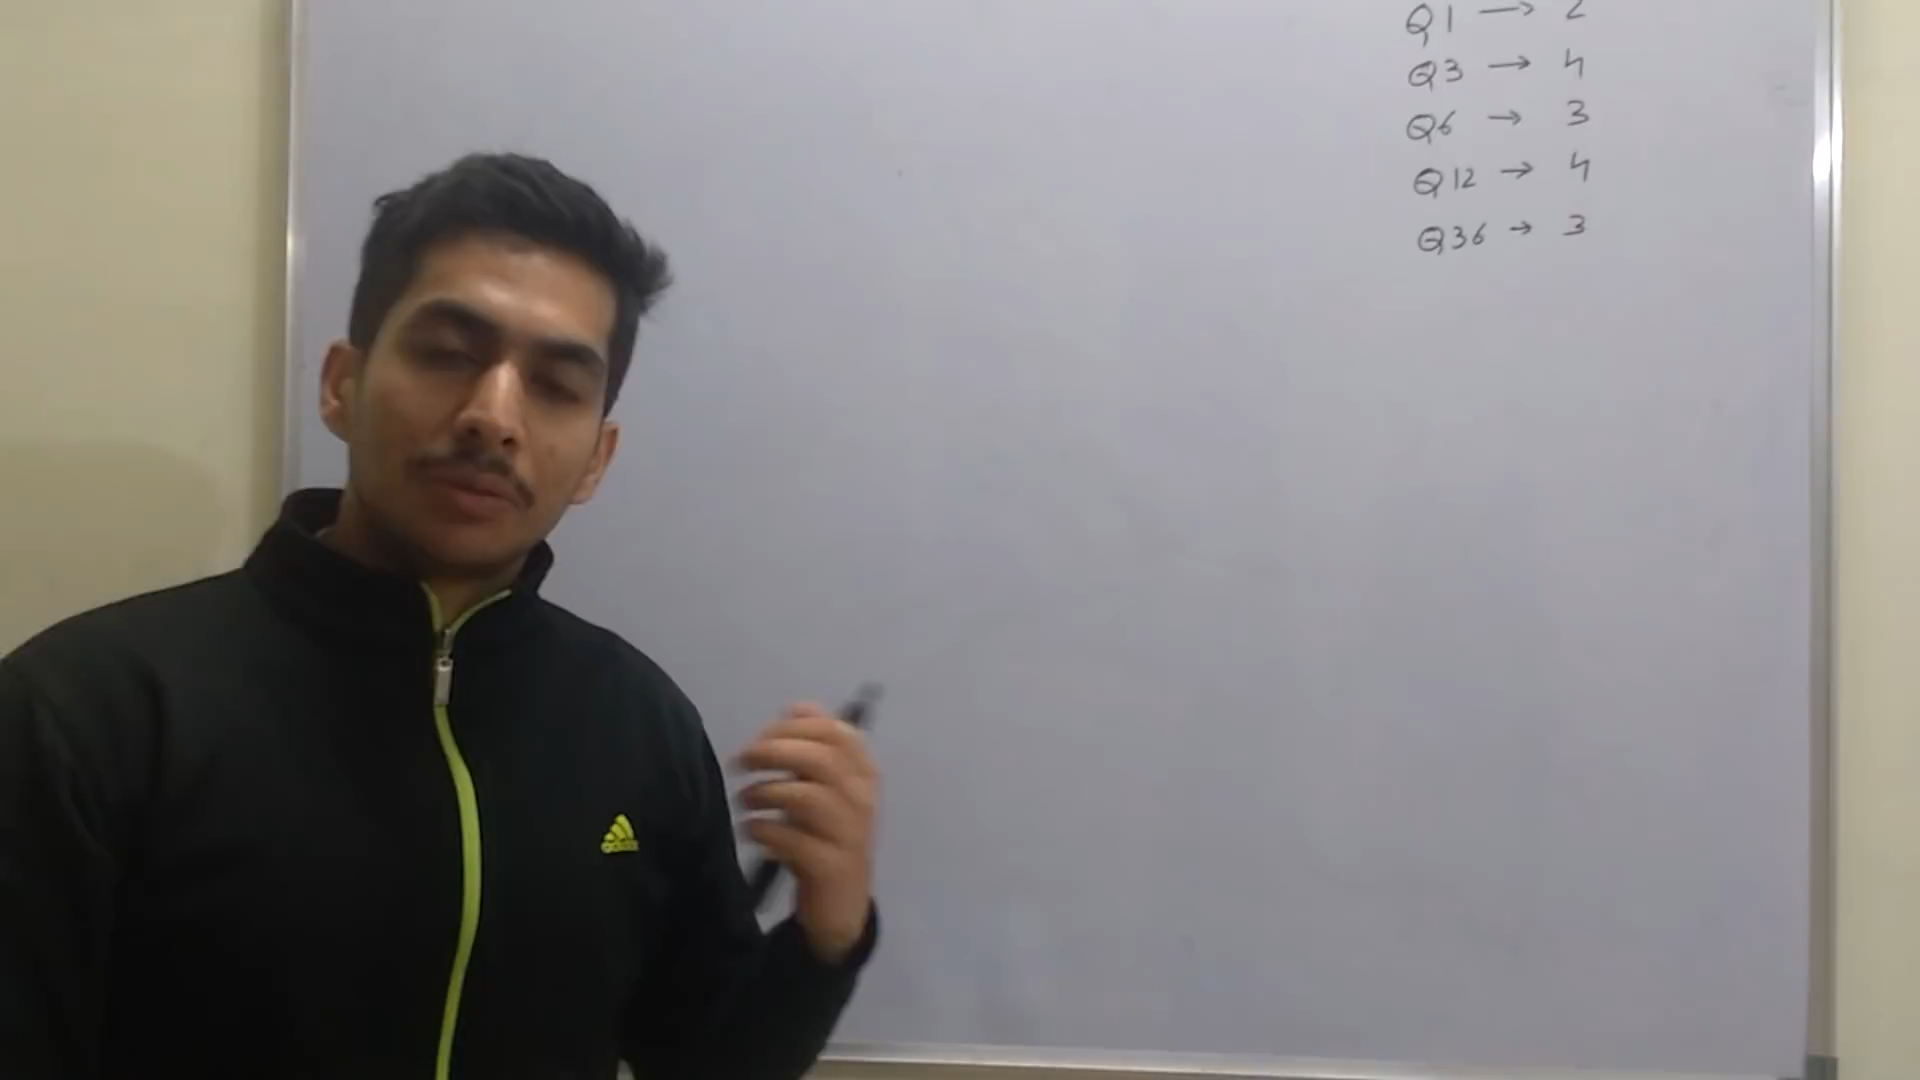 Q1 → 2
Q3 → 4
Q6 → 3
Q12 → 4
Q36 → 3
adidas